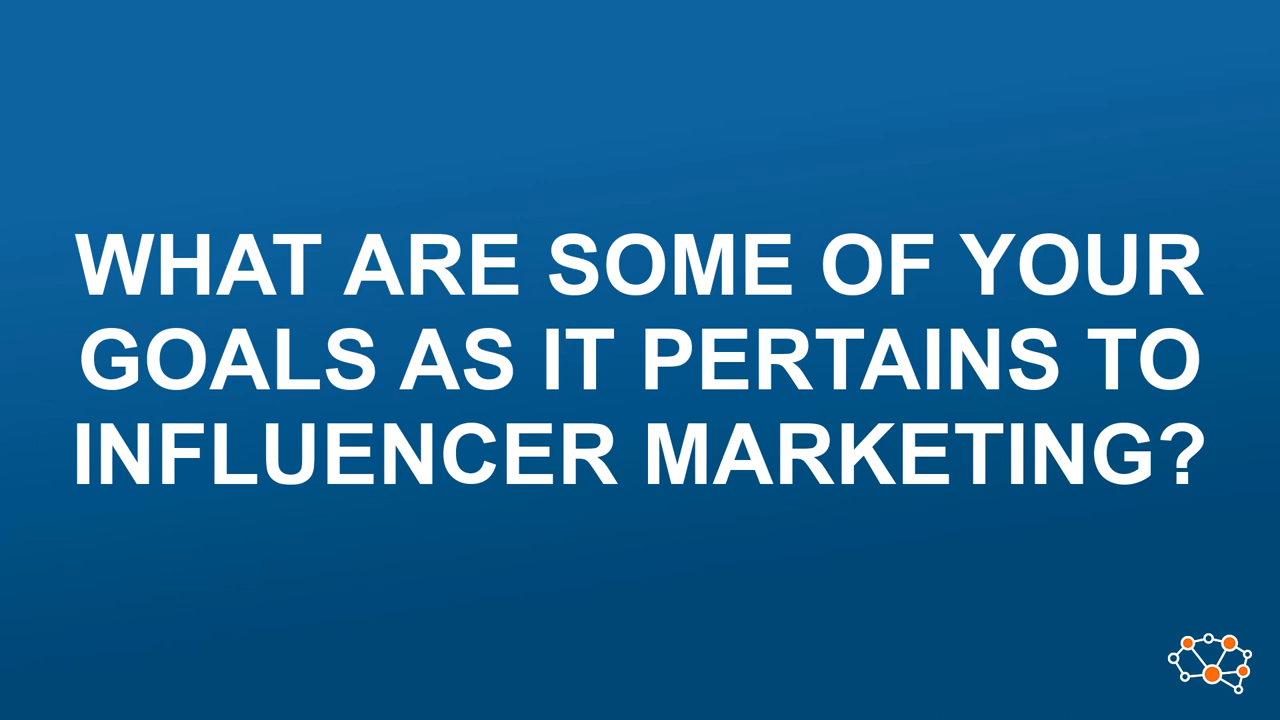 WHAT ARE SOME OF YOUR
GOALS AS IT PERTAINS TO
INFLUENCER MARKETING?